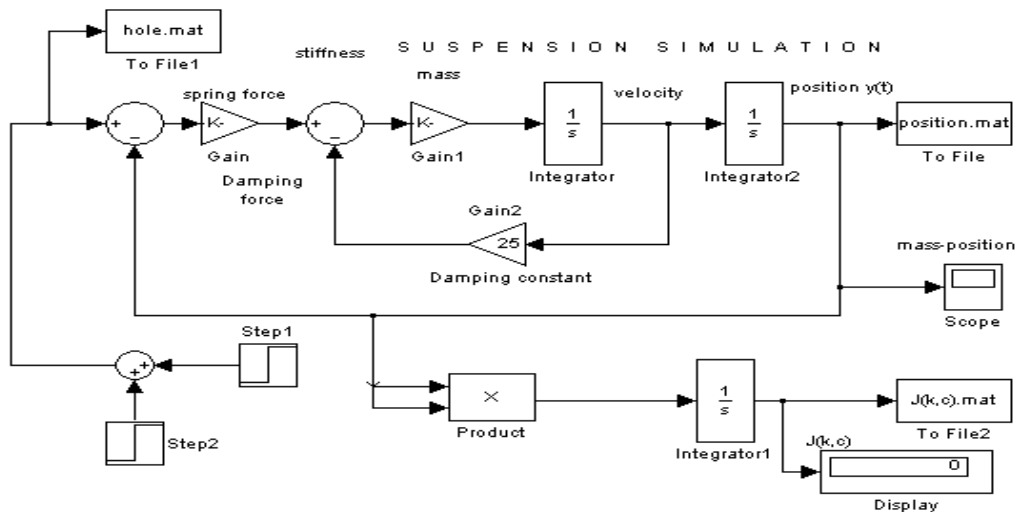 hole.mat
To File1
stiffness
S U S P E N S I O N S I M U L A T I O N
mass
spring force
velocity
position y(t)
+
−
K-
+
−
K-
1
s
1
s
position.mat
Gain
Gain1
Integrator
Integrator2
To File
Damping
force
Gain2
25
Damping constant
mass-position
Scope
Step1
+
+
Step2
X
Product
1
s
Integrator1
J(k,c).mat
To File2
J(k,c)
0
Display